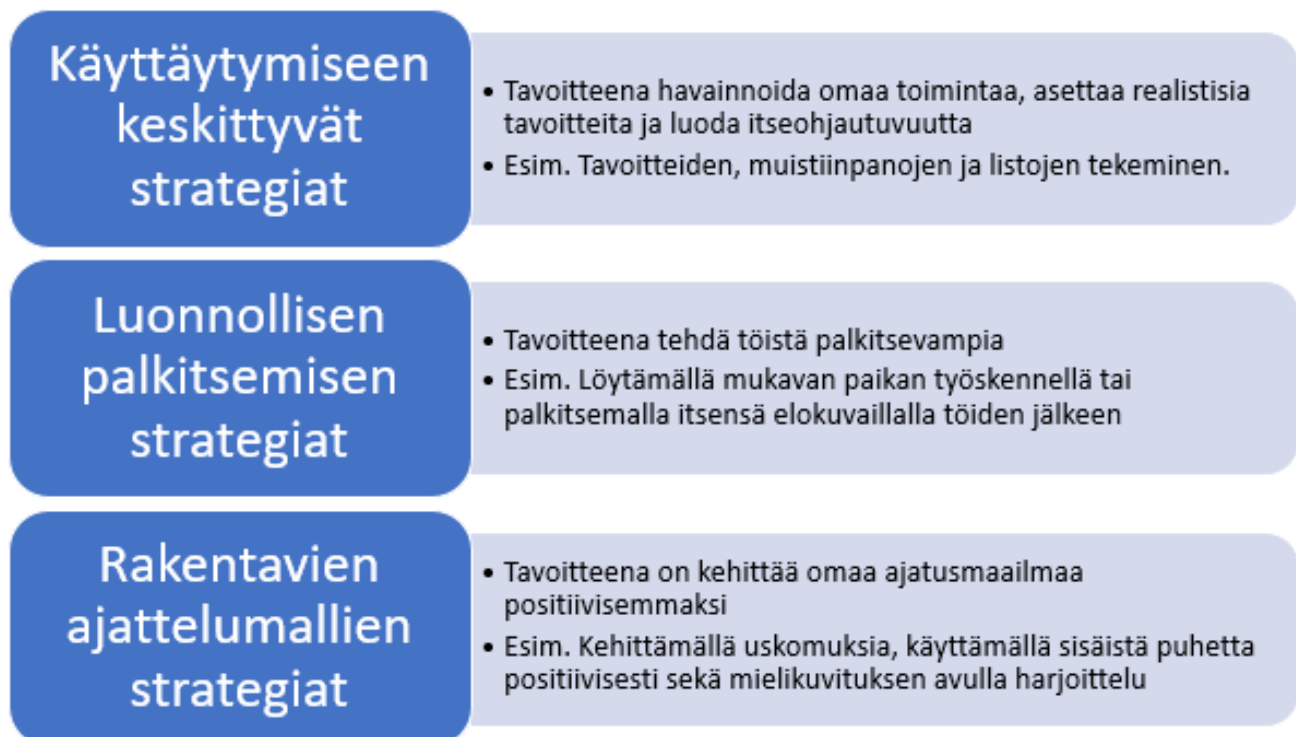 Käyttäytymiseen
keskittyvät
strategiat
• Tavoitteena havainnoida omaa toimintaa, asettaa realistisia
tavoitteita ja luoda itseohjautuvuutta
• Esim. Tavoitteiden, muistiinpanojen ja listojen tekeminen.
Luonnollisen
palkitsemisen
strategiat
• Tavoitteena tehdä töistä palkitsevampia
• Esim. Löytämällä mukavan paikan työskennellä tai
palkitsemalla itsensä elokuvaillalla töiden jälkeen
Rakentavien
ajattelumallien
strategiat
• Tavoitteena on kehittää omaa ajatusmaailmaa
positiivisemmaksi
• Esim. Kehittämällä uskomuksia, käyttämällä sisäistä puhetta
positiivisesti sekä mielikuvituksen avulla harjoittelu